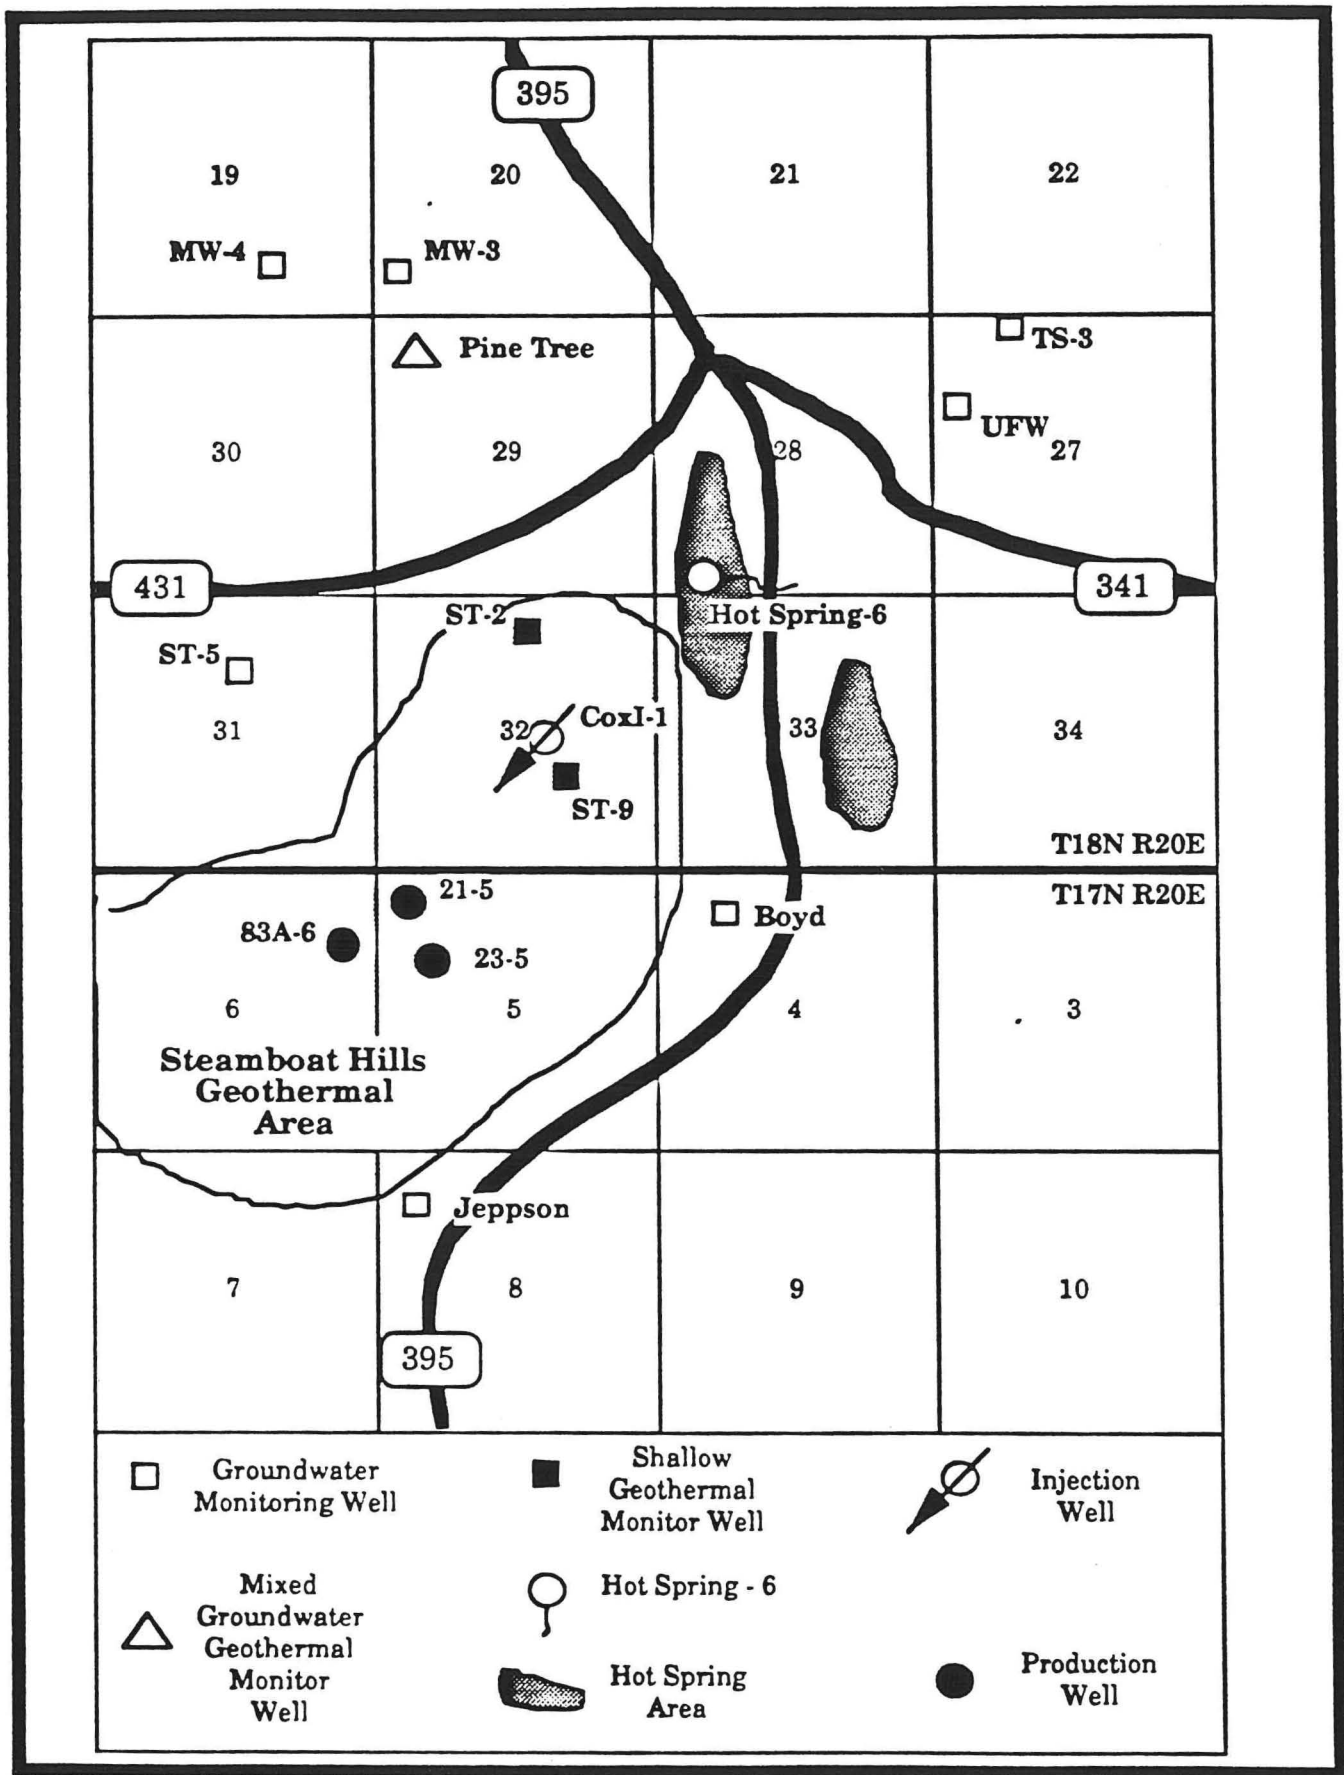 395
19
20
21
22
MW-4
MW-3
Pine Tree
TS-3
UFW
30
29
28
27
431
341
ST-2
Hot Spring-6
ST-5
31
32
CoxI-1
33
34
ST-9
T18N R20E
T17N R20E
21-5
Boyd
83A-6
23-5
6
5
4
3
Steamboat Hills
Geothermal
Area
Jeppson
7
8
9
10
395
Groundwater
Monitoring Well
Shallow
Geothermal
Monitor Well
Injection
Well
Mixed
Groundwater
Geothermal
Monitor
Well
Hot Spring - 6
Hot Spring
Area
Production
Well